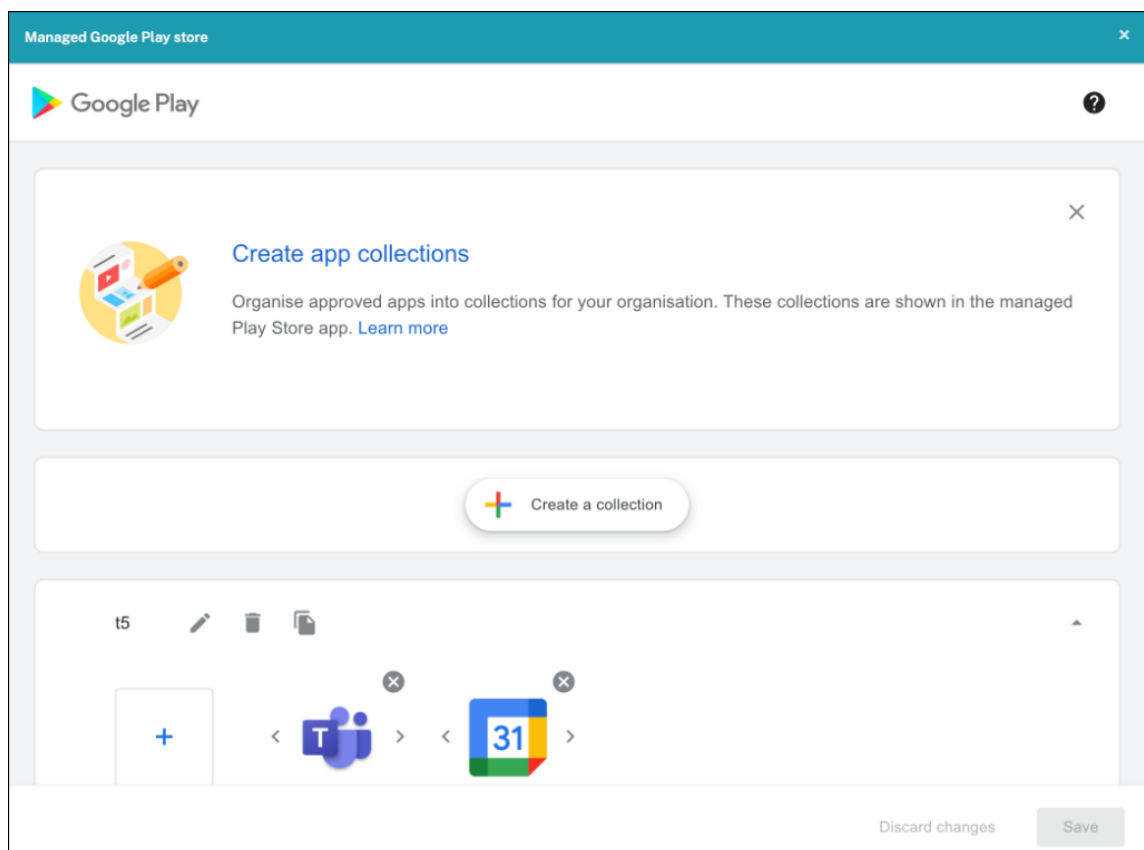 Managed Google Play store
Google Play
Create app collections
Organise approved apps into collections for your organisation. These collections are shown in the managed
Play Store app. Learn more
Create a collection
t5
T
31
Discard changes
Save